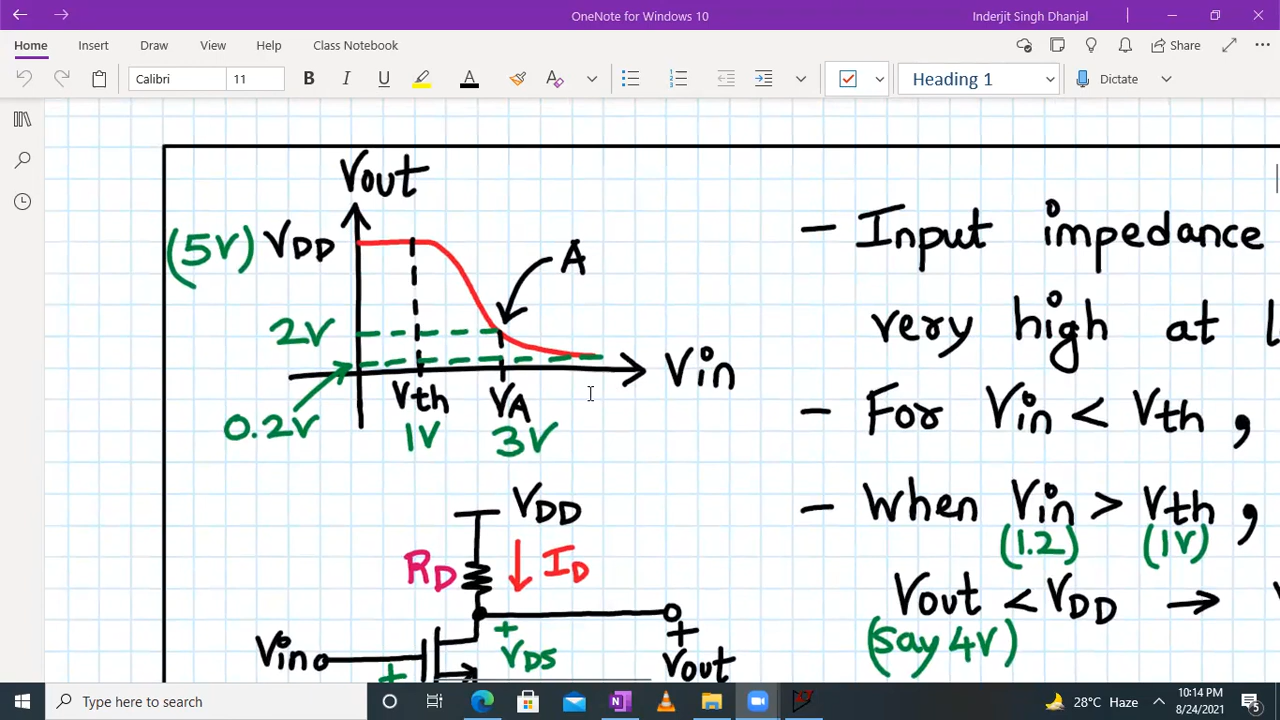 OneNote for Windows 10
Inderjit Singh Dhanjal
Home Insert Draw View Help Class Notebook
Share
Calibri 11 B I U A Heading 1 Dictate
Vout
(5V) VDD
A
2V
Vin
0.2V
Vth VA
1V 3V
VDD
RD ID
+
VDS
Vin
+
+
Vout
- Input impedance
very high at l
- For Vin < Vth,
- When Vin > Vth,
(1.2) (1V)
Vout < VDD →
(say 4V)
Type here to search
28°C Haze
10:14 PM
8/24/2021
5